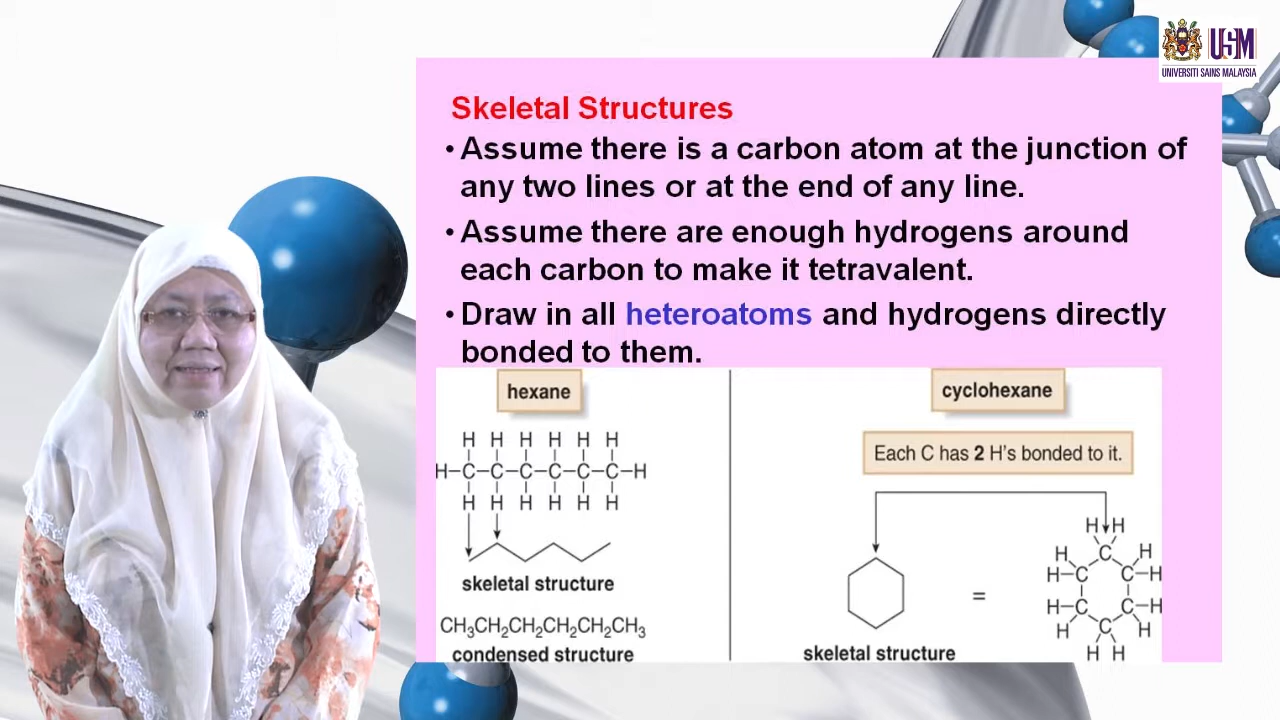 USM
UNIVERSITI SAINS MALAYSIA
Skeletal Structures
• Assume there is a carbon atom at the junction of
any two lines or at the end of any line.
• Assume there are enough hydrogens around
each carbon to make it tetravalent.
• Draw in all heteroatoms and hydrogens directly
bonded to them.
hexane
H H H H H H
H–C–C–C–C–C–C–H
H H H H H H
skeletal structure
CH₃CH₂CH₂CH₂CH₂CH₃
condensed structure
cyclohexane
Each C has 2 H's bonded to it.
=
skeletal structure
H H
H C H
H–C C–H
H–C C–H
H C H
H H